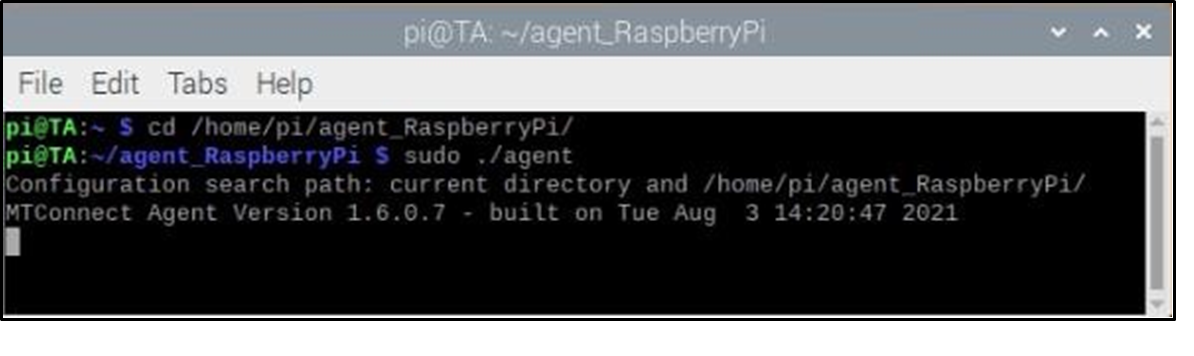 pi@TA: ~/agent_RaspberryPi
File Edit Tabs Help
pi@TA:~ $ cd /home/pi/agent_RaspberryPi/
pi@TA:~/agent_RaspberryPi $ sudo ./agent
Configuration search path: current directory and /home/pi/agent_RaspberryPi/
MTConnect Agent Version 1.6.0.7 - built on Tue Aug  3 14:20:47 2021